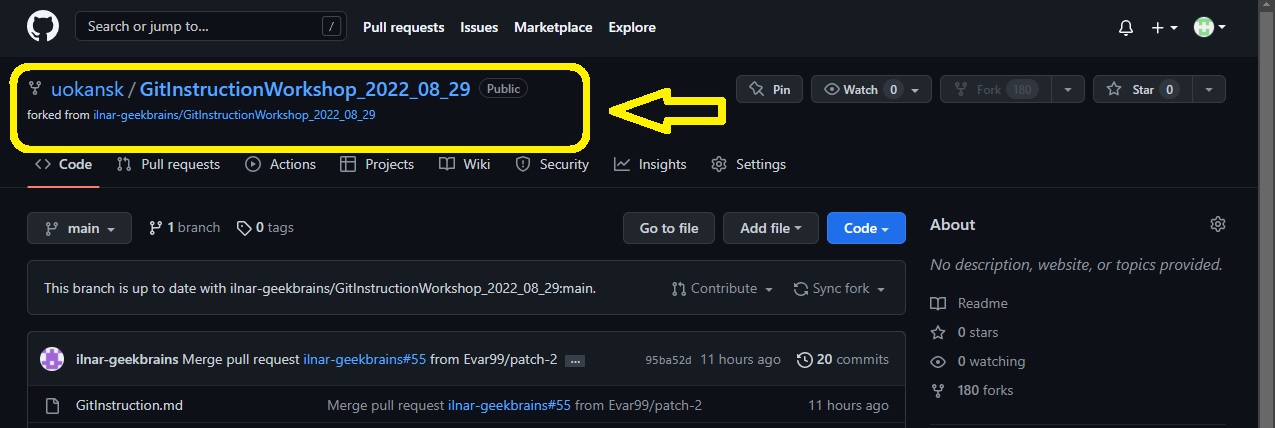 Search or jump to... / Pull requests Issues Marketplace Explore
uokansk / GitInstructionWorkshop_2022_08_29 Public Pin Watch 0 Fork 180 Star 0
forked from ilnar-geekbrains/GitInstructionWorkshop_2022_08_29
Code Pull requests Actions Projects Wiki Security Insights Settings
main 1 branch 0 tags Go to file Add file Code About
No description, website, or topics provided.
This branch is up to date with ilnar-geekbrains/GitInstructionWorkshop_2022_08_29:main. Contribute Sync fork
Readme
0 stars
0 watching
180 forks
ilnar-geekbrains Merge pull request ilnar-geekbrains#55 from Evar99/patch-2 ... 95ba52d 11 hours ago 20 commits
GitInstruction.md Merge pull request ilnar-geekbrains#55 from Evar99/patch-2 11 hours ago